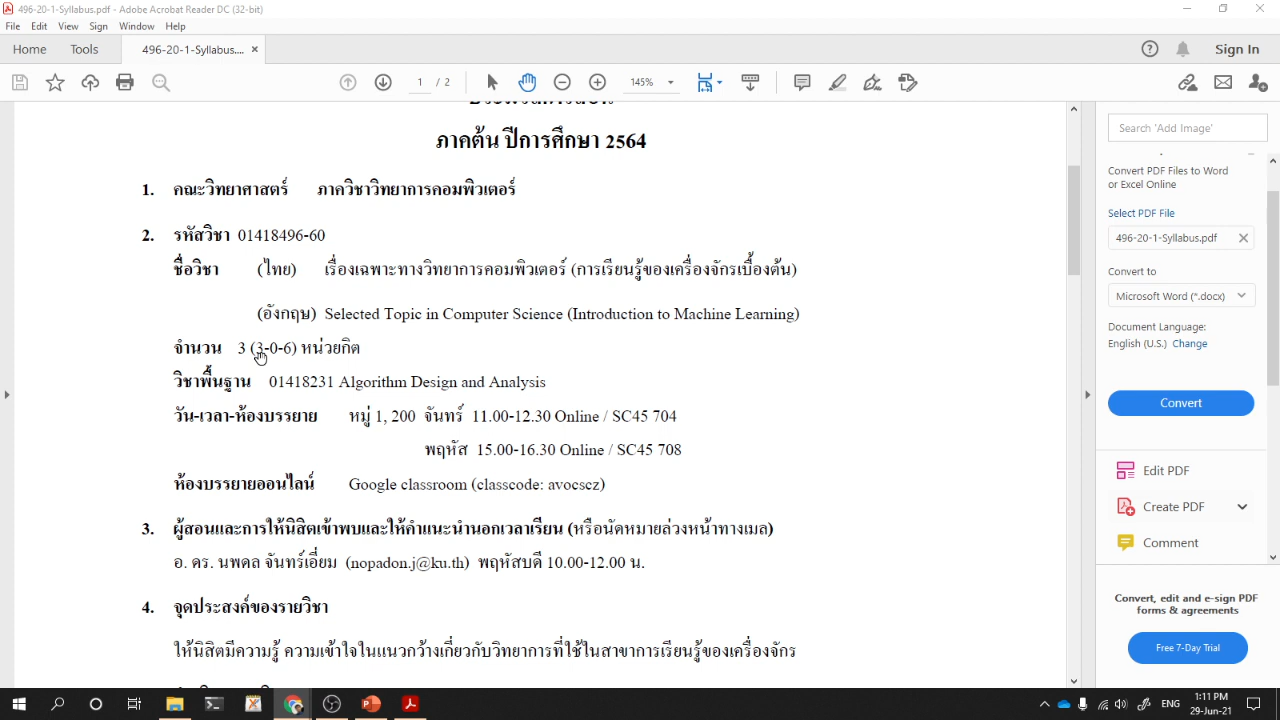 496-20-1-Syllabus.pdf - Adobe Acrobat Reader DC (32-bit)
File Edit View Sign Window Help
Home Tools 496-20-1-Syllabus.... × Sign In
1 / 2 145%
ภาคต้น ปีการศึกษา 2564
1. คณะวิทยาศาสตร์ ภาควิชาวิทยาการคอมพิวเตอร์
2. รหัสวิชา 01418496-60
ชื่อวิชา (ไทย) เรื่องเฉพาะทางวิทยาการคอมพิวเตอร์ (การเรียนรู้ของเครื่องจักรเบื้องต้น)
(อังกฤษ) Selected Topic in Computer Science (Introduction to Machine Learning)
จำนวน 3 (3-0-6) หน่วยกิต
วิชาพื้นฐาน 01418231 Algorithm Design and Analysis
วัน-เวลา-ห้องบรรยาย หมู่ 1, 200 จันทร์ 11.00-12.30 Online / SC45 704
พฤหัส 15.00-16.30 Online / SC45 708
ห้องบรรยายออนไลน์ Google classroom (classcode: avocscz)
3. ผู้สอนและการให้นิสิตเข้าพบและให้คำแนะนำนอกเวลาเรียน (หรือนัดหมายล่วงหน้าทางเมล)
อ. ดร. นพดล จันทร์เอี่ยม (nopadon.j@ku.th) พฤหัสบดี 10.00-12.00 น.
4. จุดประสงค์ของรายวิชา
ให้นิสิตมีความรู้ ความเข้าใจในแนวกว้างเกี่ยวกับวิทยาการที่ใช้ในสาขาการเรียนรู้ของเครื่องจักร
Search 'Add Image'
Convert PDF Files to Word
or Excel Online
Select PDF File
496-20-1-Syllabus.pdf
Convert to
Microsoft Word (*.docx)
Document Language:
English (U.S.) Change
Convert
Edit PDF
Create PDF
Comment
Convert, edit and e-sign PDF
forms & agreements
Free 7-Day Trial
ENG
1:11 PM
29-Jun-21